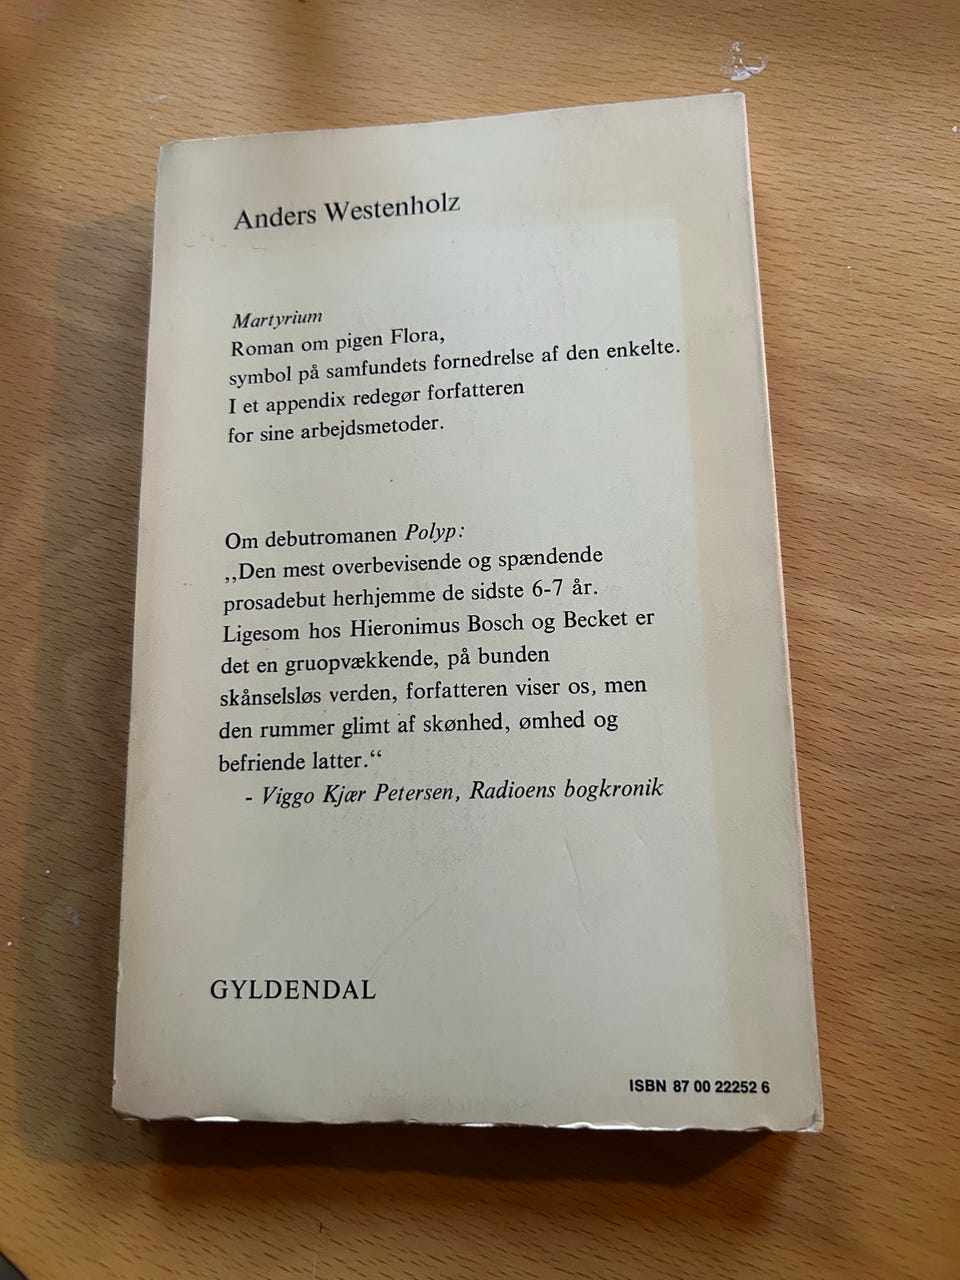 Anders Westenholz
Martyrium
Roman om pigen Flora,
symbol på samfundets fornedrelse af den enkelte.
I et appendix redegør forfatteren
for sine arbejdsmetoder.
Om debutromanen Polyp:
,,Den mest overbevisende og spændende
prosadebut herhjemme de sidste 6-7 år.
Ligesom hos Hieronimus Bosch og Becket er
det en gruopvækkende, på bunden
skånselsløs verden, forfatteren viser os, men
den rummer glimt af skønhed, ømhed og
befriende latter.“
- Viggo Kjær Petersen, Radioens bogkronik
GYLDENDAL
ISBN 87 00 22252 6